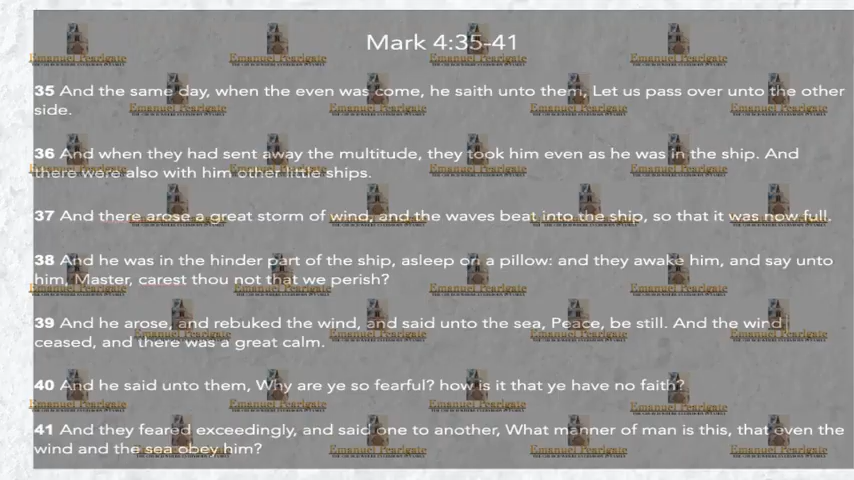 Mark 4:35-41
35 And the same day, when the even was come, he saith unto them, Let us pass over unto the other
side.
36 And when they had sent away the multitude, they took him even as he was in the ship. And
there were also with him other little ships.
37 And there arose a great storm of wind, and the waves beat into the ship, so that it was now full.
38 And he was in the hinder part of the ship, asleep on a pillow: and they awake him, and say unto
him, Master, carest thou not that we perish?
39 And he arose, and rebuked the wind, and said unto the sea, Peace, be still. And the wind
ceased, and there was a great calm.
40 And he said unto them, Why are ye so fearful? how is it that ye have no faith?
41 And they feared exceedingly, and said one to another, What manner of man is this, that even the
wind and the sea obey him?
Emanuel Pearlgate